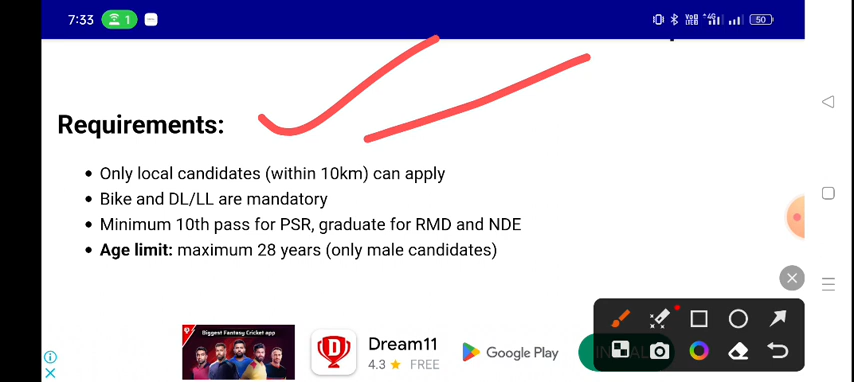 7:33 1 50
Requirements:
• Only local candidates (within 10km) can apply
• Bike and DL/LL are mandatory
• Minimum 10th pass for PSR, graduate for RMD and NDE
• Age limit: maximum 28 years (only male candidates)
Biggest Fantasy Cricket app
Dream11
4.3 ★ FREE
Google Play